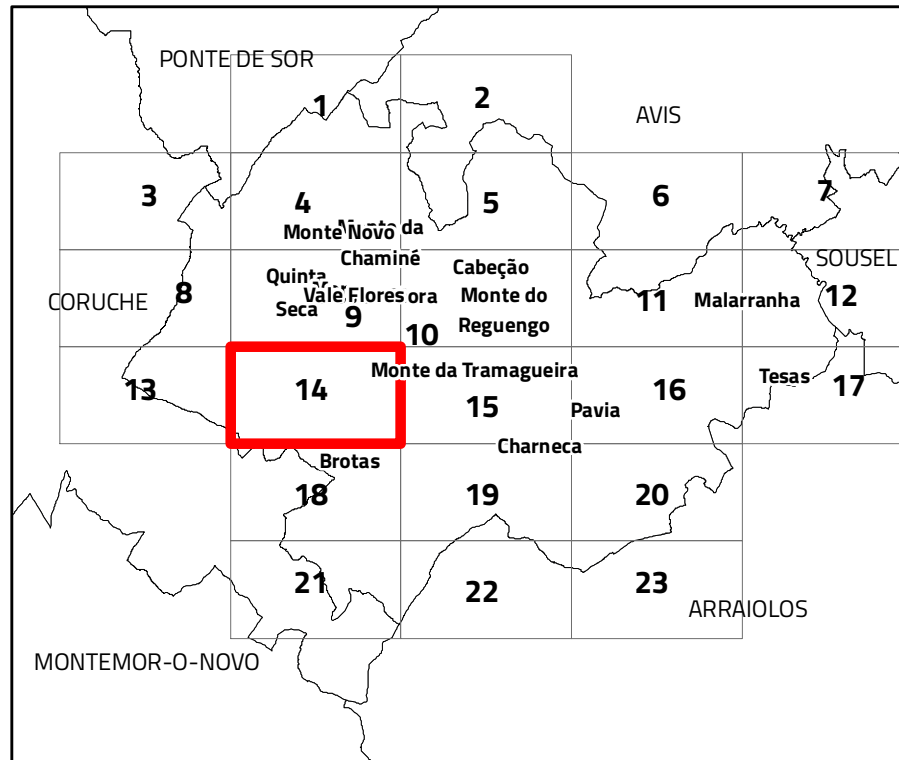 PONTE DE SOR
1
2
AVIS
3
4
5
6
7
Monte Novo
da
Chaminé
SOUSEL
Cabeção
Quinta
Seca
Vale Flores
ora
Monte do
Reguengo
CORUCHE
8
9
10
11
Malarranha
12
13
14
Monte da Tramagueira
15
Pavia
16
Tesas
17
Charneca
Brotas
18
19
20
21
22
23
ARRAIOLOS
MONTEMOR-O-NOVO